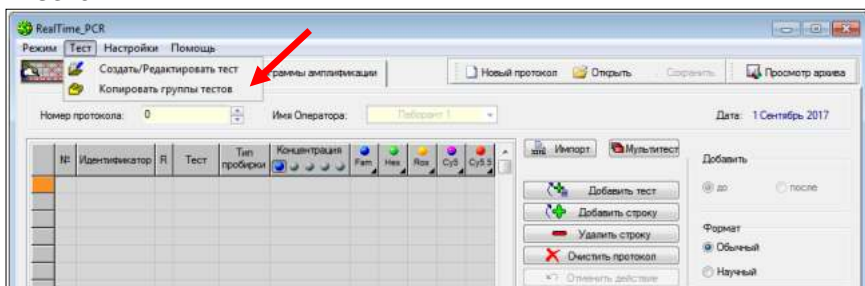 RealTime_PCR
Режим Тест Настройки Помощь
Создать/Редактировать тест
Копировать группы тестов
граммы амплификации
Новый протокол Открыть Сохранить Просмотр архива
Номер протокола: 0 Имя Оператора: Лаборант 1 Дата: 1 Сентябрь 2017
№ Идентификатор R Тест Тип пробирки Концентрация Fam Hex Rox Cy5 Cy5.5
Импорт Мультитест
Добавить
до после
Добавить тест
Добавить строку
Удалить строку
Очистить протокол
Отменить действие
Формат
Обычный
Научный